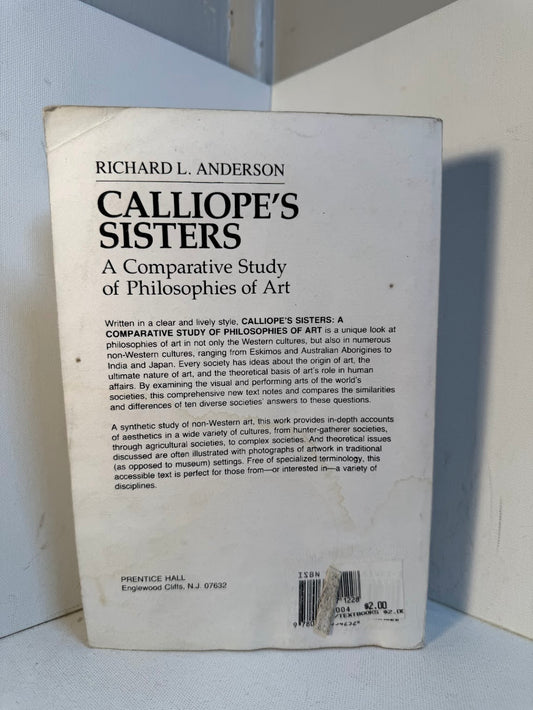 RICHARD L. ANDERSON
CALLIOPE'S
SISTERS
A Comparative Study
of Philosophies of Art
Written in a clear and lively style, CALLIOPE'S SISTERS: A
COMPARATIVE STUDY OF PHILOSOPHIES OF ART is a unique look at
philosophies of art in not only the Western cultures, but also in numerous
non-Western cultures, ranging from Eskimos and Australian Aborigines to
India and Japan. Every society has ideas about the origin of art, the
ultimate nature of art, and the theoretical basis of art's role in human
affairs. By examining the visual and performing arts of the world's
societies, this comprehensive new text notes and compares the similarities
and differences of ten diverse societies' answers to these questions.
A synthetic study of non-Western art, this work provides in-depth accounts
of aesthetics in a wide variety of cultures, from hunter-gatherer societies,
through agricultural societies, to complex societies. And theoretical issues
discussed are often illustrated with photographs of artwork in traditional
(as opposed to museum) settings. Free of specialized terminology, this
accessible text is perfect for those from—or interested in—a variety of
disciplines.
PRENTICE HALL
Englewood Cliffs, N.J. 07632
ISBN
1228
004 $2.00
/TEXTBOOKS $2.0
9 780